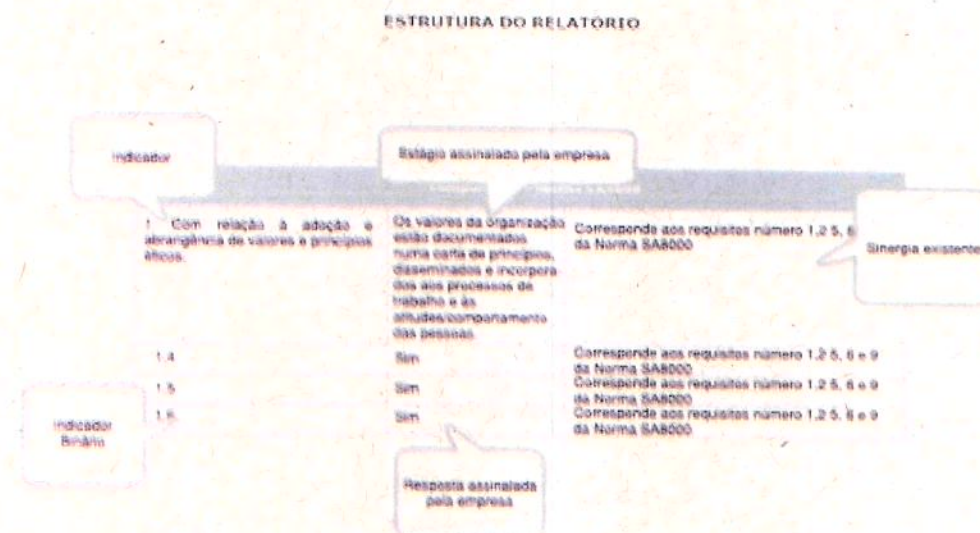 ESTRUTURA DO RELATÓRIO
Indicador
Estágio assinalado pela empresa
1 Com relação à adoção e
abrangência de valores e princípios
éticos.
Os valores da organização
estão documentados
numa carta de princípios,
disseminados e incorpora
dos aos processos de
trabalho e às
atitudes/comportamento
das pessoas
Corresponde aos requisitos número 1,2 5, 6
da Norma SA8000
Sinergia existente
1.4
Sim
Corresponde aos requisitos número 1,2 5, 6 e 9
da Norma SA8000
1.5
Sim
Corresponde aos requisitos número 1,2 5, 6 e 9
da Norma SA8000
1.6
Sim
Corresponde aos requisitos número 1,2 5, 6 e 9
da Norma SA8000
Indicador
Binário
Resposta assinalada
pela empresa